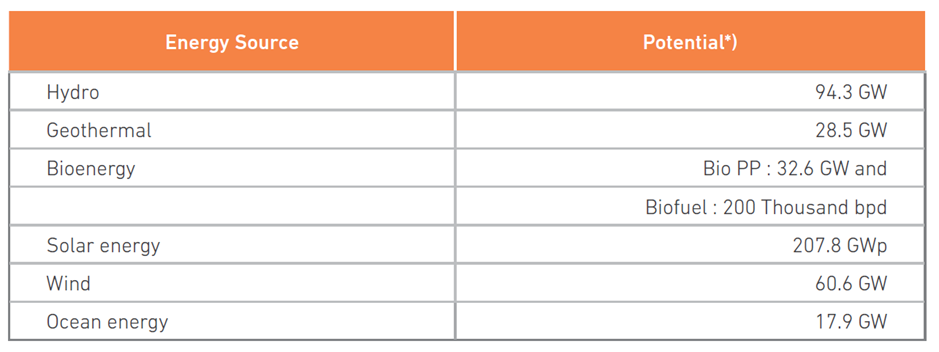 Energy Source Potential*)
Hydro 94.3 GW
Geothermal 28.5 GW
Bioenergy Bio PP : 32.6 GW and
Biofuel : 200 Thousand bpd
Solar energy 207.8 GWp
Wind 60.6 GW
Ocean energy 17.9 GW